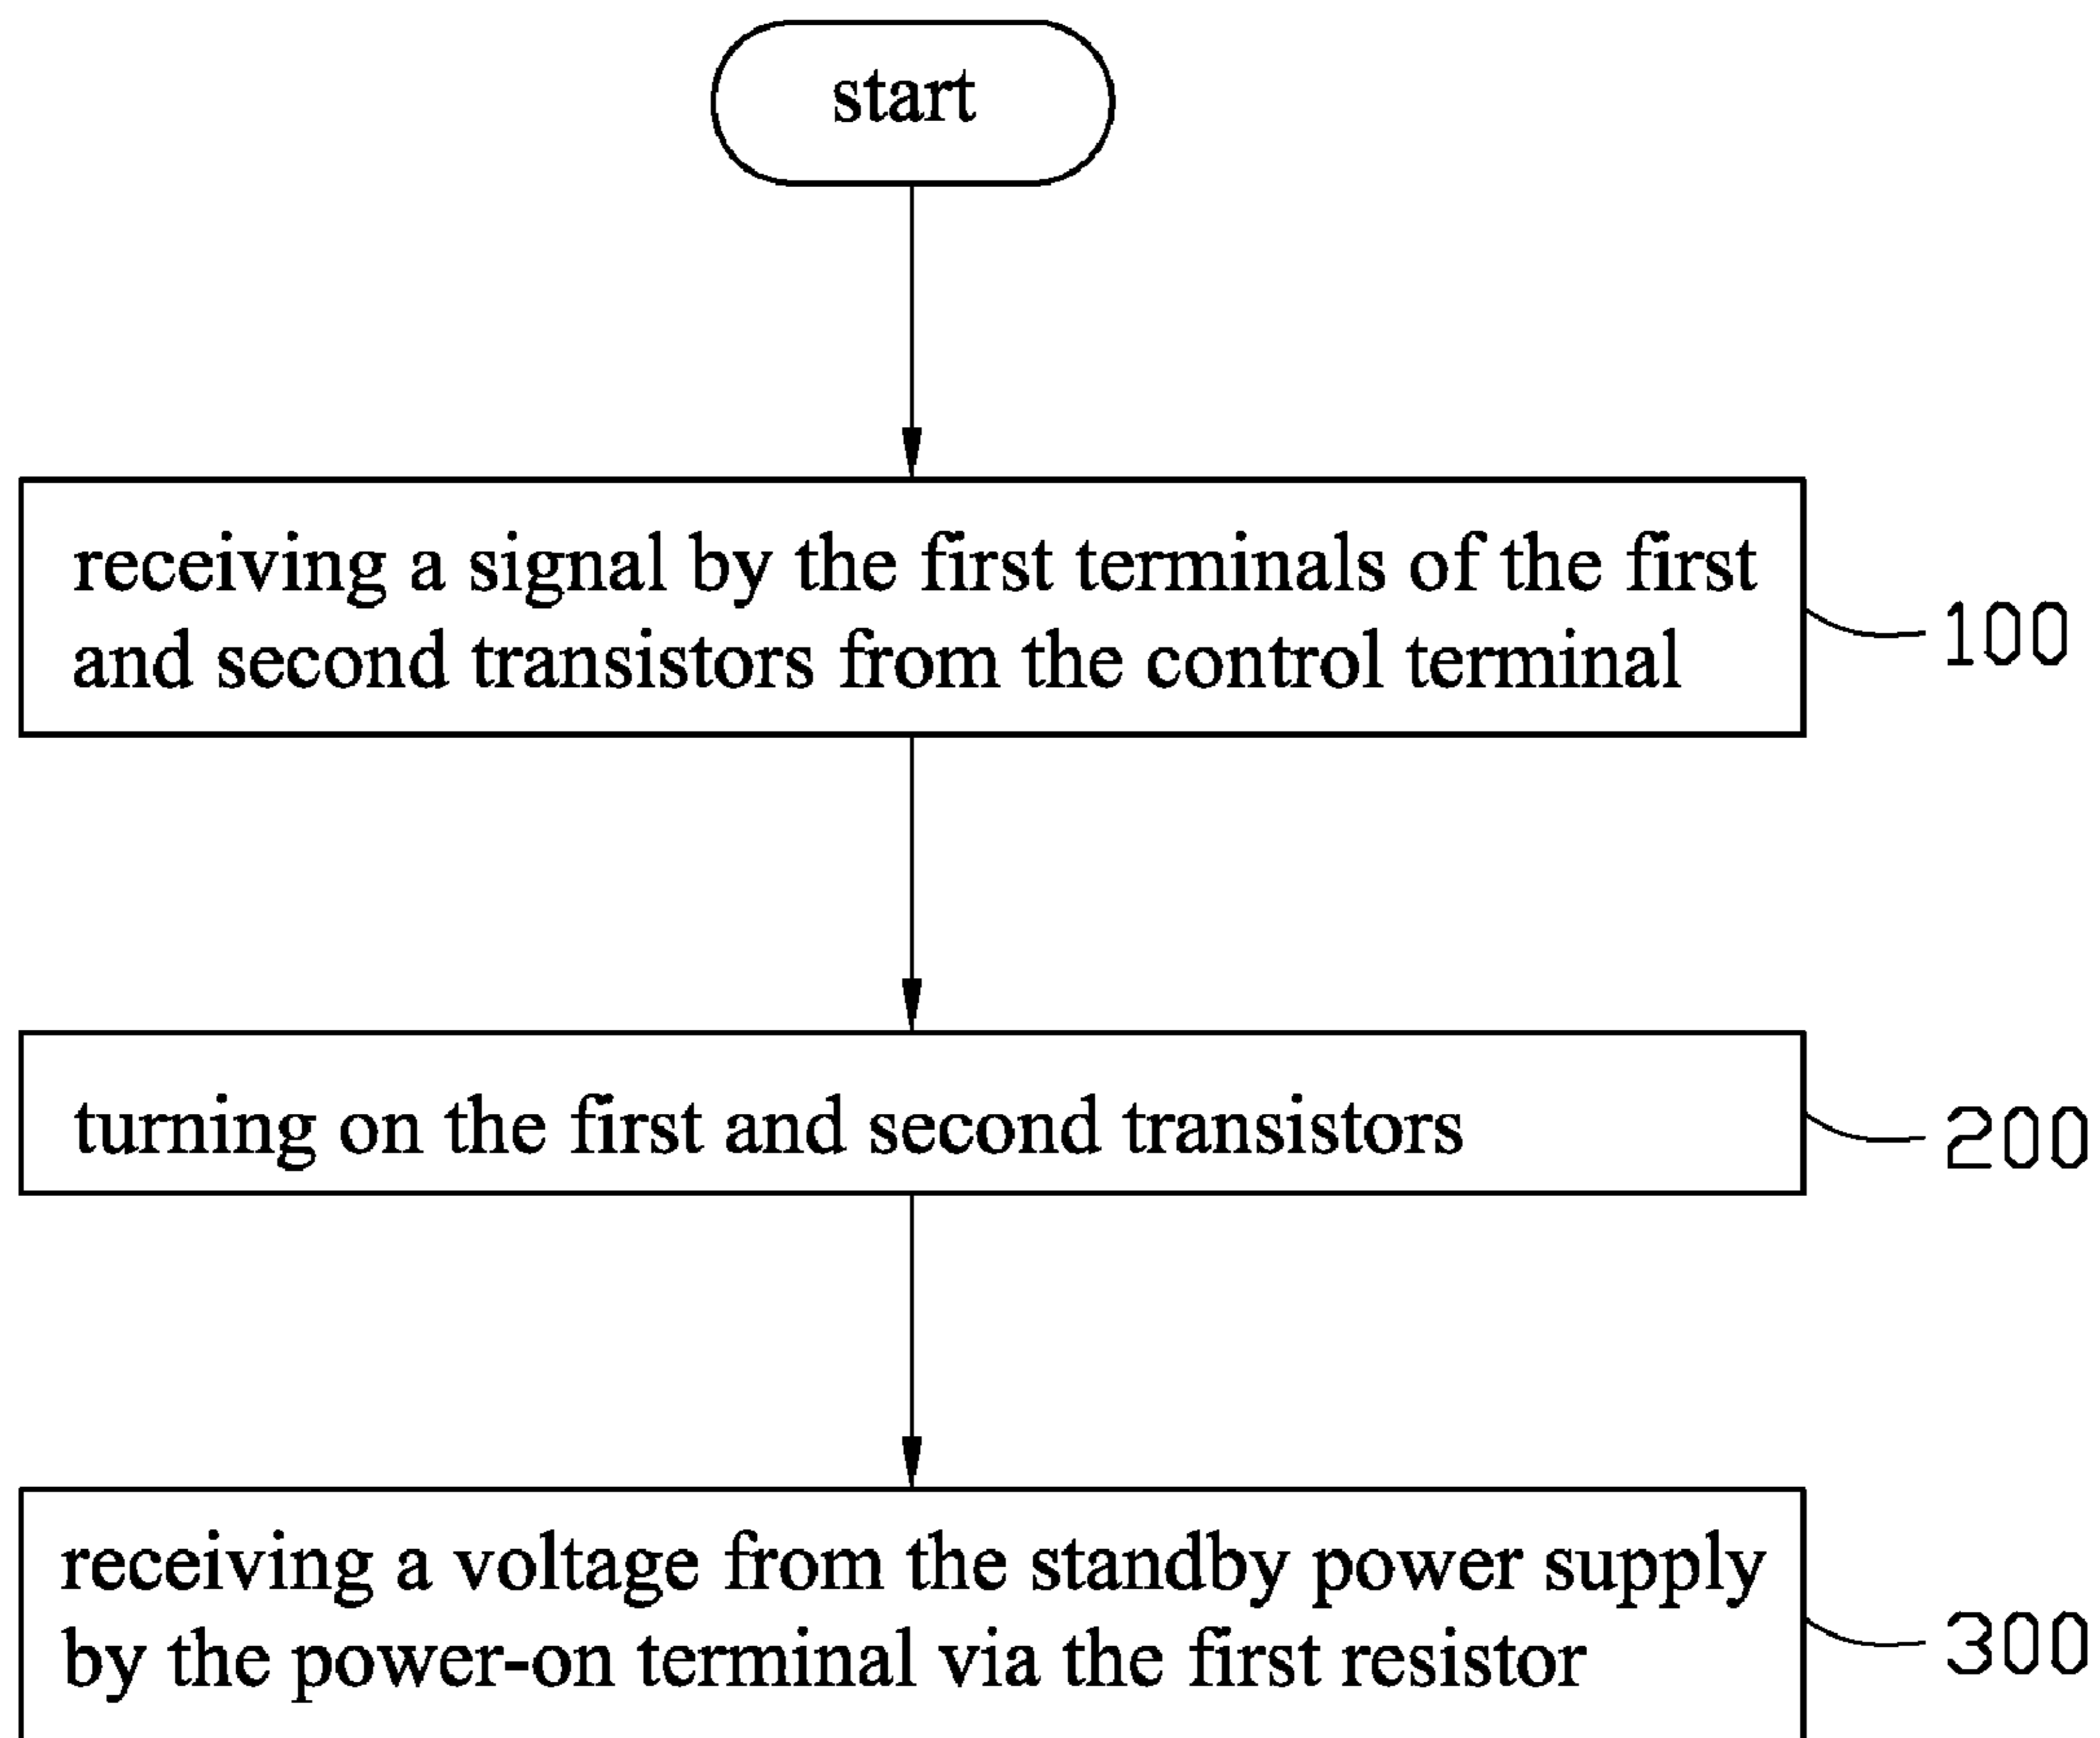 start
receiving a signal by the first terminals of the first
and second transistors from the control terminal
100
turning on the first and second transistors
200
receiving a voltage from the standby power supply
by the power-on terminal via the first resistor
300